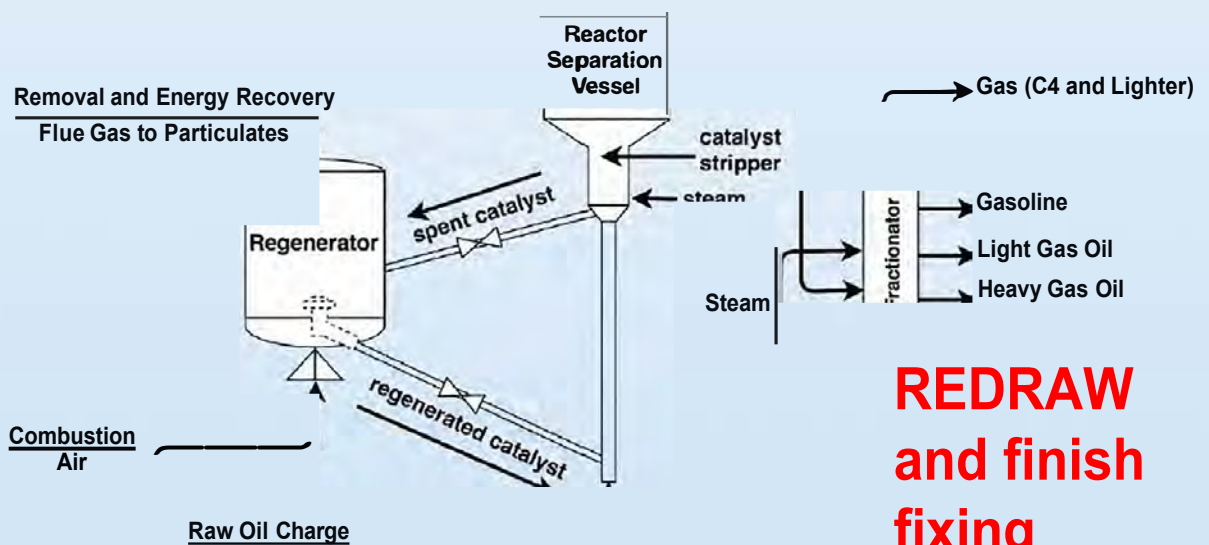 Reactor
Separation
Vessel
Removal and Energy Recovery
Flue Gas to Particulates
Gas (C4 and Lighter)
catalyst
stripper
steam
spent catalyst
Regenerator
Gasoline
Light Gas Oil
Heavy Gas Oil
Fractionator
Steam
regenerated catalyst
REDRAW
and finish
fixing
Combustion
Air
Raw Oil Charge